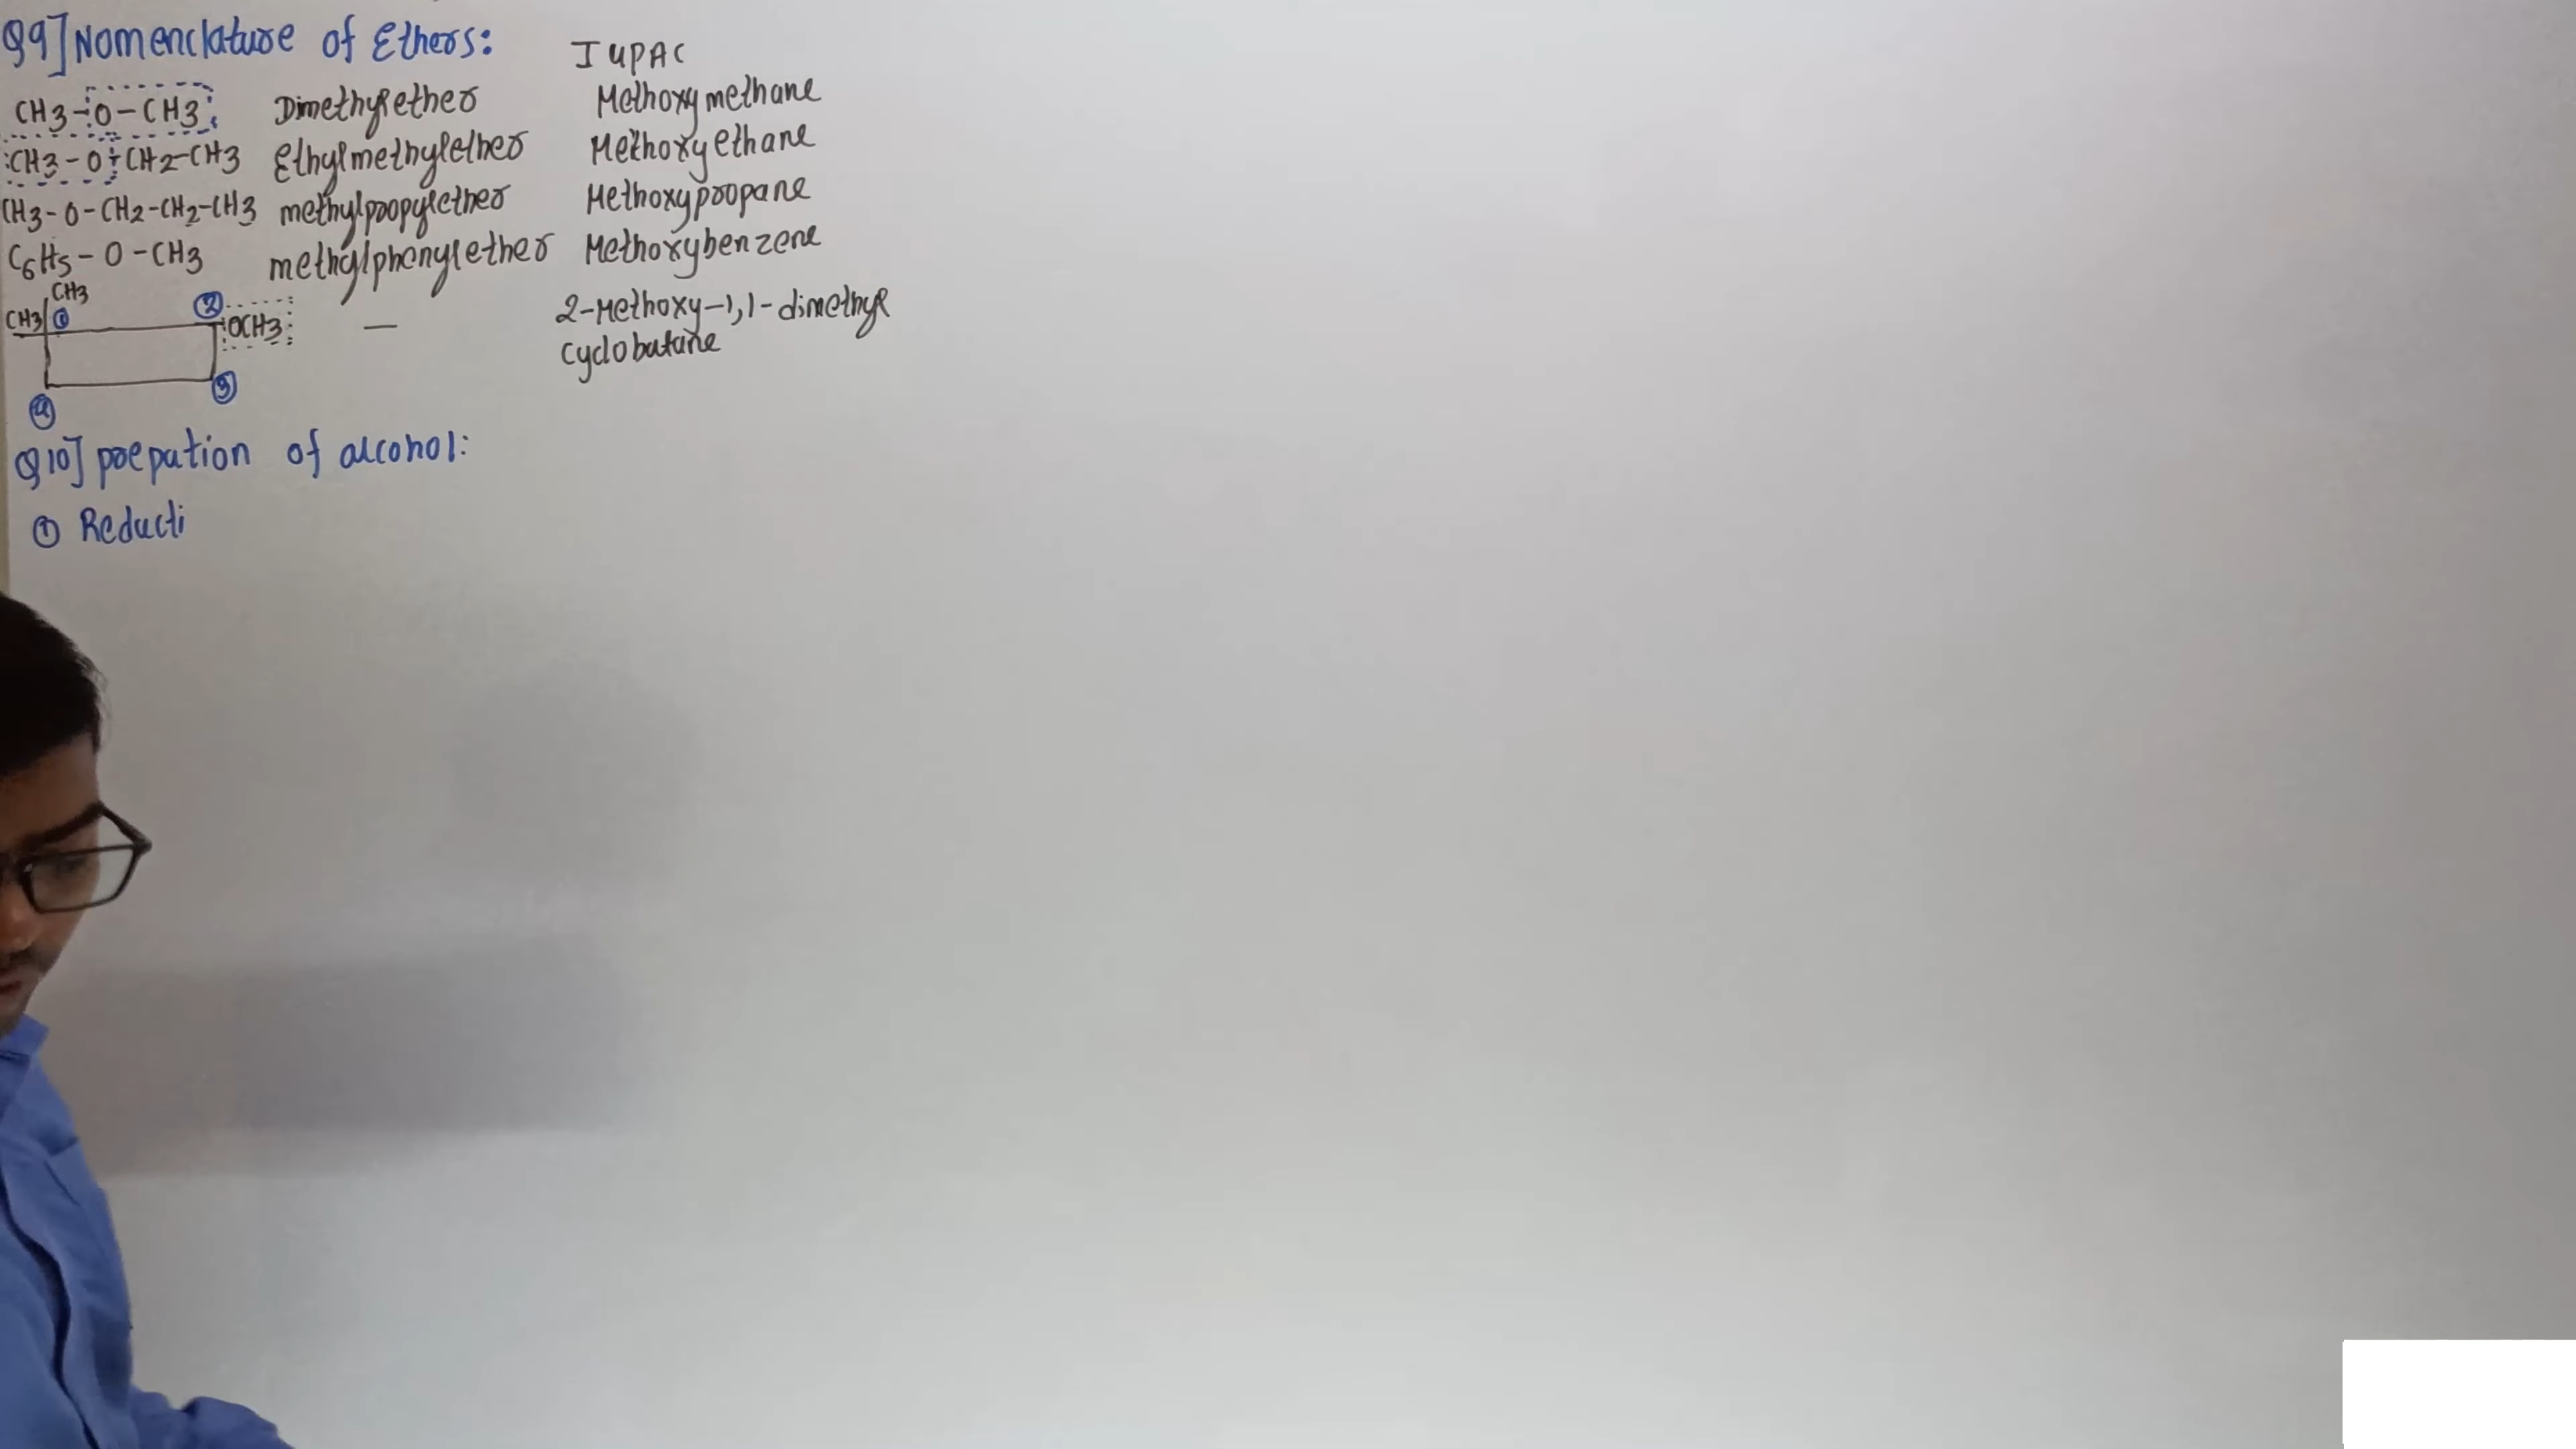 Q9] Nomenclature of Ethers:
IUPAC
CH3-O-CH3 Dimethylether Methoxymethane
CH3-O-CH2-CH3 Ethylmethylether Methoxyethane
CH3-O-CH2-CH2-CH3 methylpropylether Methoxypropane
C6H5-O-CH3 methylphenylether Methoxybenzene
CH3
CH3 ① ② OCH3 — 2-Methoxy-1,1-dimethyl
cyclobutane
③
④
Q10] prepation of alcohol:
① Reducti